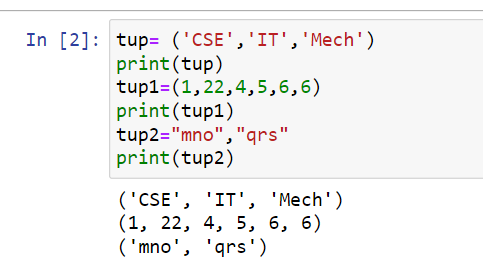 In [2]: tup= ('CSE','IT','Mech')
print(tup)
tup1=(1,22,4,5,6,6)
print(tup1)
tup2="mno","qrs"
print(tup2)
('CSE', 'IT', 'Mech')
(1, 22, 4, 5, 6, 6)
('mno', 'qrs')